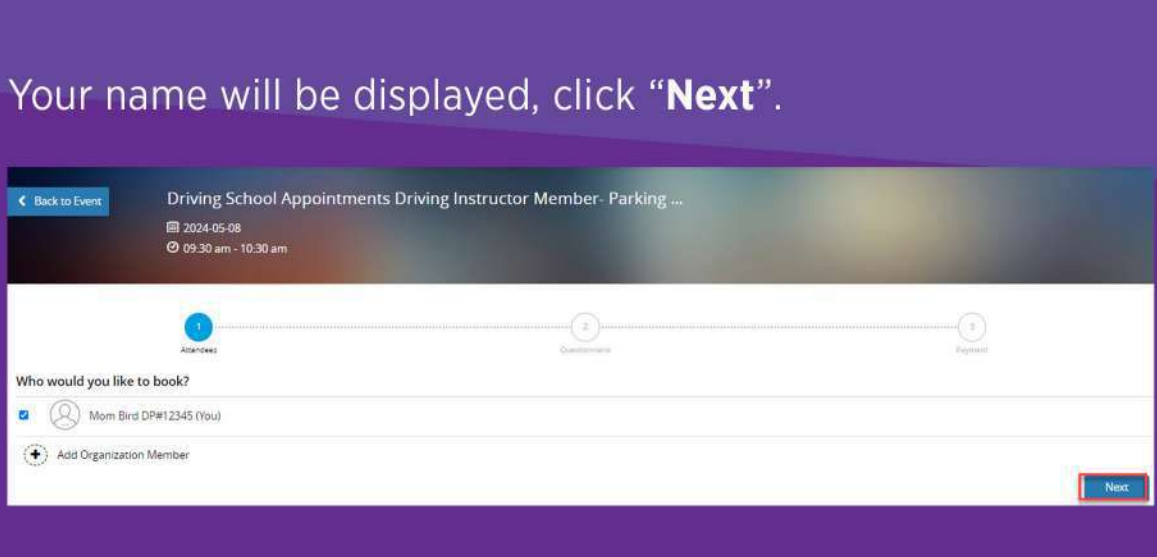 Your name will be displayed, click “Next”.
Back to Event
Driving School Appointments Driving Instructor Member- Parking ...
2024-05-08
09:30 am - 10:30 am
1
2
3
Attendees
Questionnaire
Payment
Who would you like to book?
Mom Bird DP#12345 (You)
Add Organization Member
Next